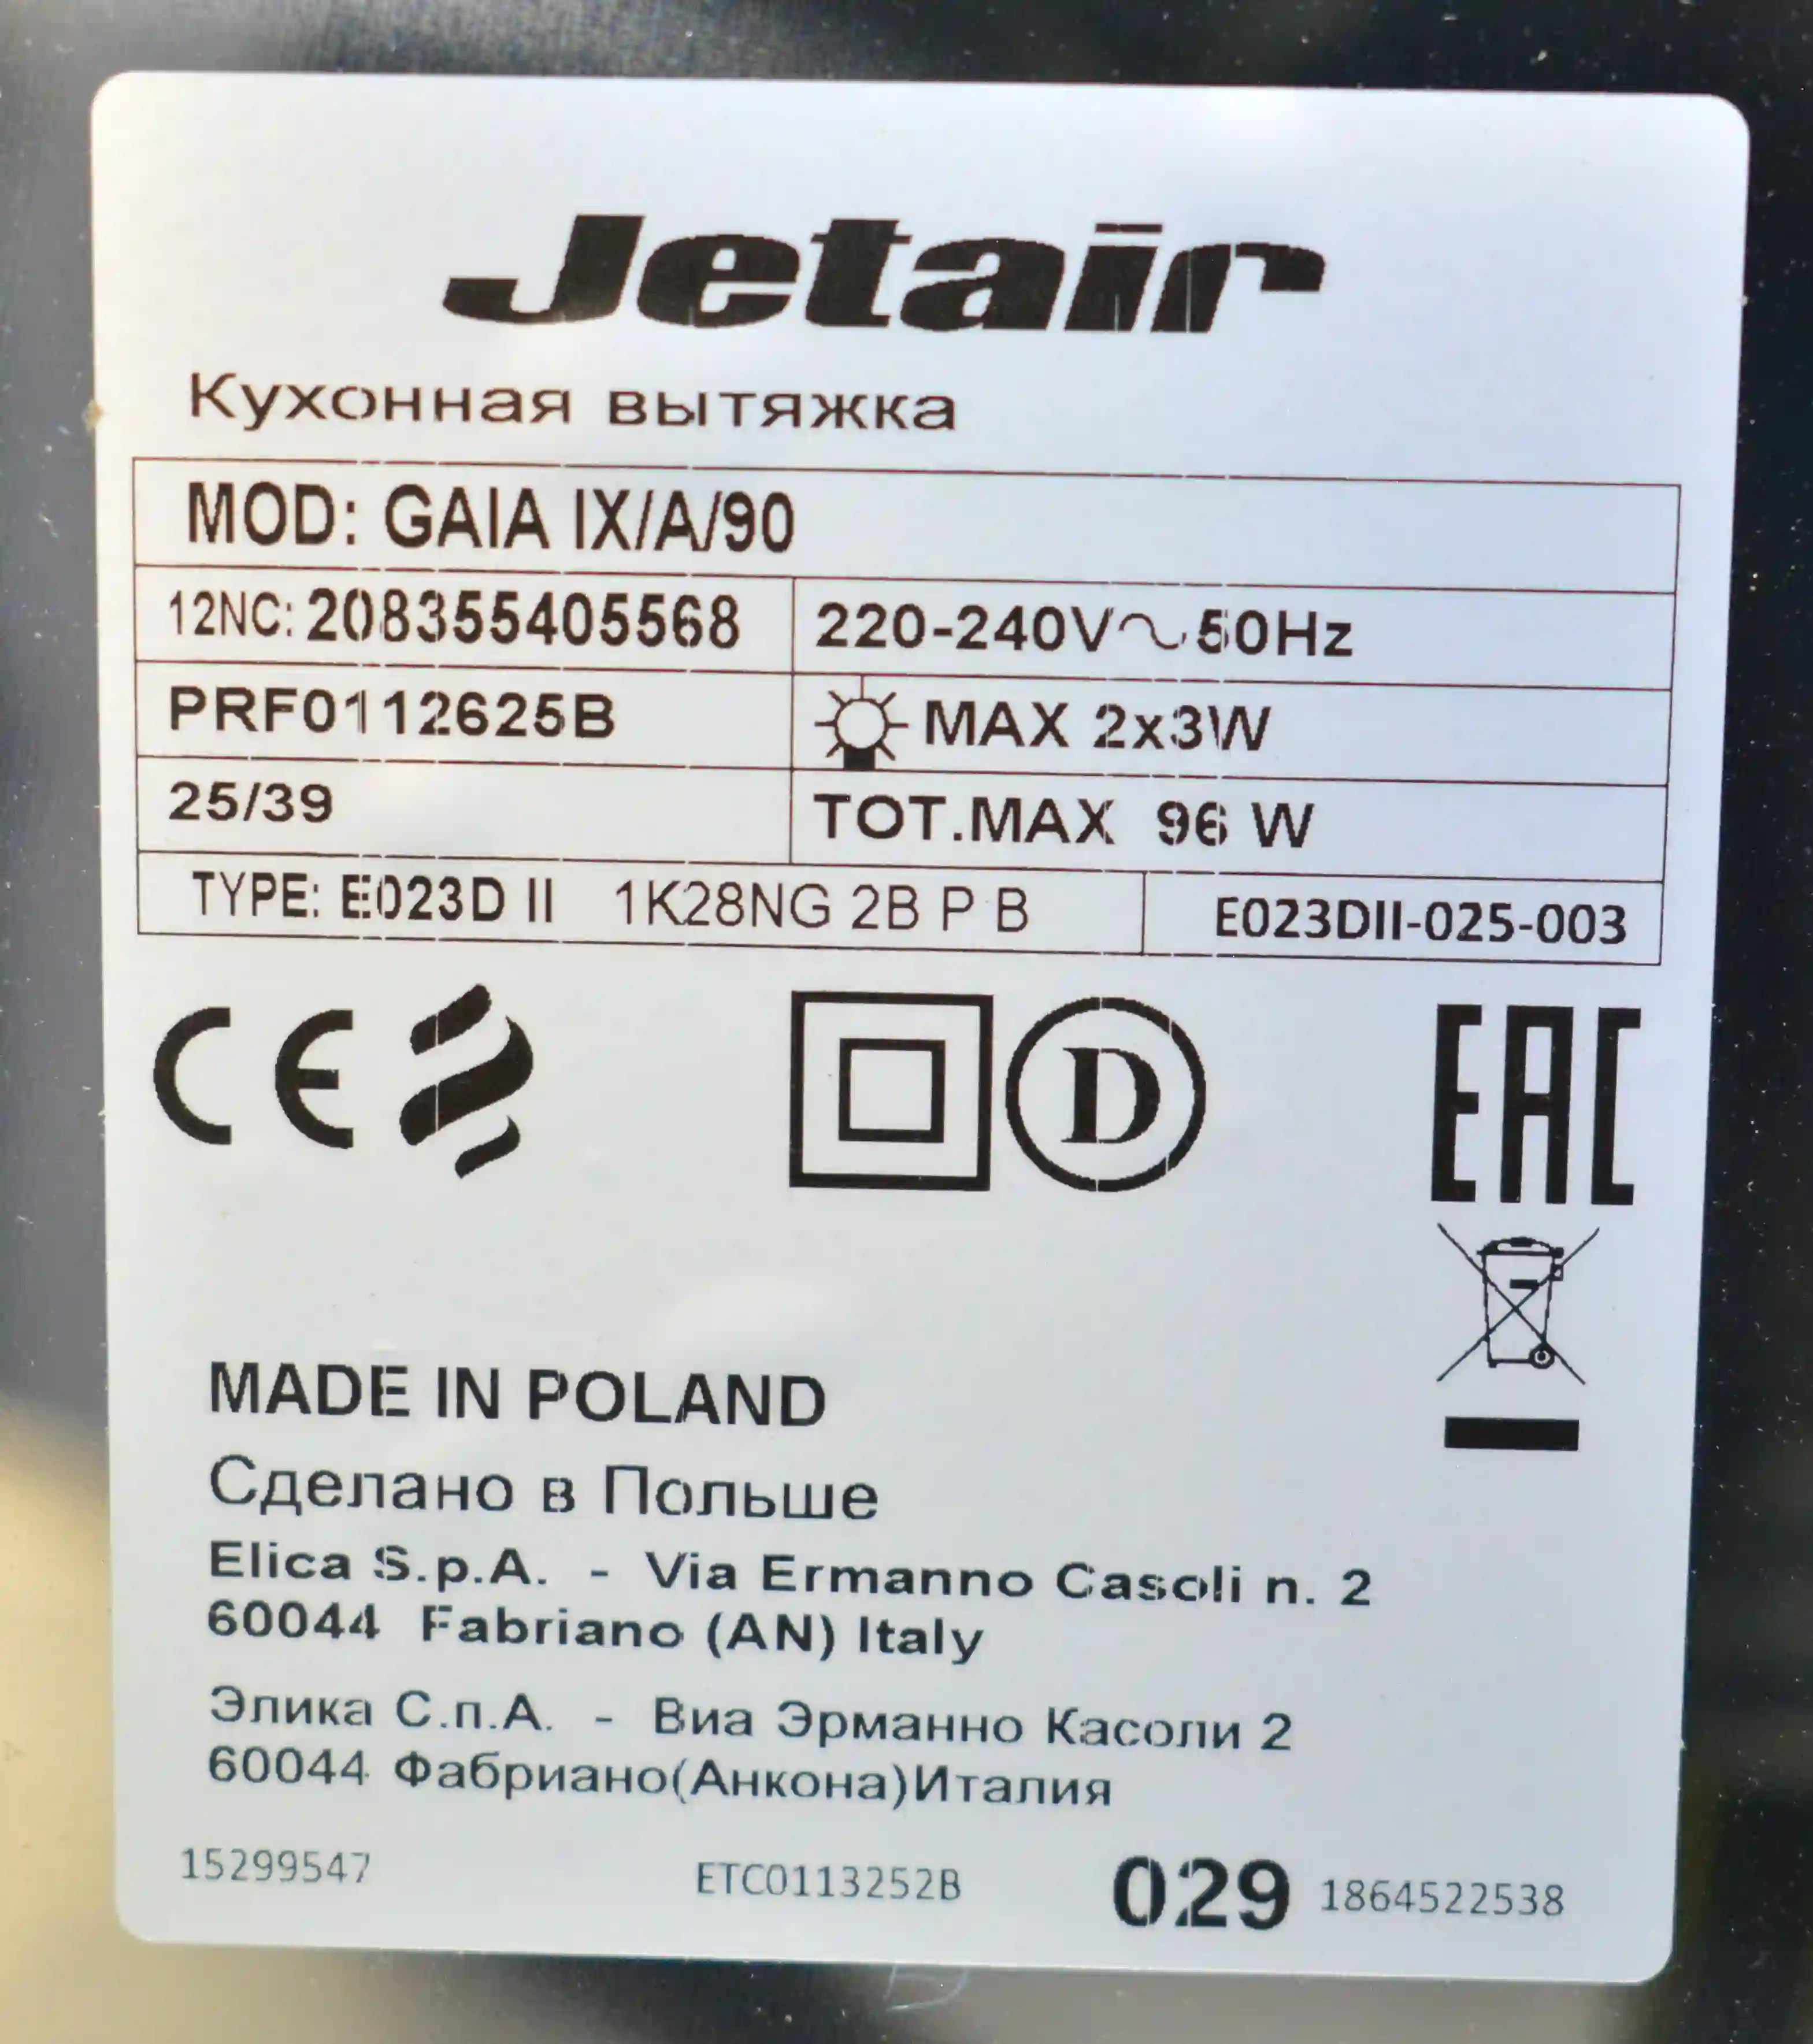 Jetair
Кухонная вытяжка
MOD: GAIA IX/A/90
12NC: 208355405568 220-240V~50Hz
PRF0112625B MAX 2x3W
25/39 TOT.MAX 96 W
TYPE: E023D II 1K28NG 2B P B E023DII-025-003
CE D EAC
MADE IN POLAND
Сделано в Польше
Elica S.p.A. - Via Ermanno Casoli n. 2
60044 Fabriano (AN) Italy
Элика С.п.А. - Виа Эрманно Касоли 2
60044 Фабриано(Анкона)Италия
15299547 ETC0113252B 029 1864522538